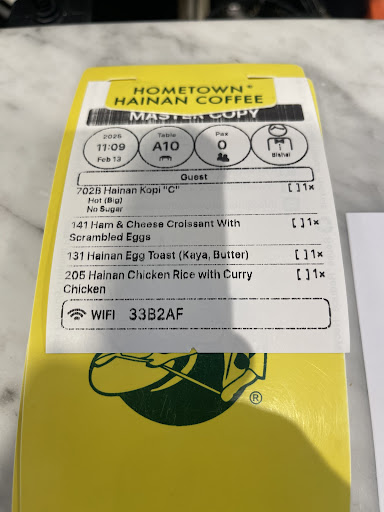 HOMETOWN®
HAINAN COFFEE
MASTER COPY
2025
11:09
Feb 13
Table
A10
Pax
0
Bishal
Guest
702B Hainan Kopi "C" [ ] 1x
Hot (Big)
No Sugar
141 Ham & Cheese Croissant With [ ] 1x
Scrambled Eggs
131 Hainan Egg Toast (Kaya, Butter) [ ] 1x
205 Hainan Chicken Rice with Curry [ ] 1x
Chicken
WIFI 33B2AF
®